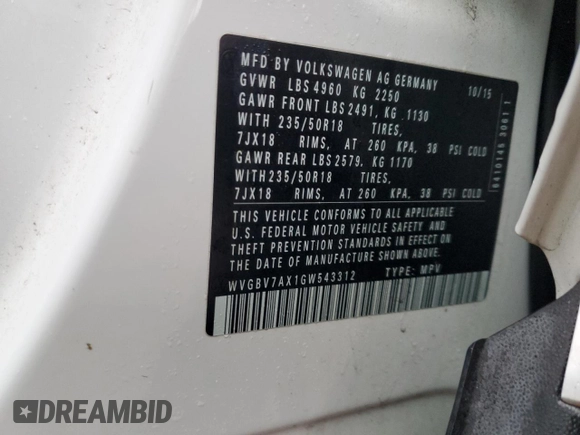 MFD BY VOLKSWAGEN AG GERMANY 10/15
GVWR LBS 4960 KG 2250
GAWR FRONT LBS 2491, KG .1130
WITH 235/50R18 TIRES,
7JX18 RIMS, AT 260 KPA, 38 PSI COLD
GAWR REAR LBS 2579. KG 1170
WITH 235/50R18 TIRES,
7JX18 RIMS, AT 260 KPA, 38 PSI COLD
THIS VEHICLE CONFORMS TO ALL APPLICABLE
U.S. FEDERAL MOTOR VEHICLE SAFETY AND
THEFT PREVENTION STANDARDS IN EFFECT ON
THE DATE OF MANUFACTURE SHOWN ABOVE.
WVGBV7AX1GW543312 TYPE: MPV
DREAMBID